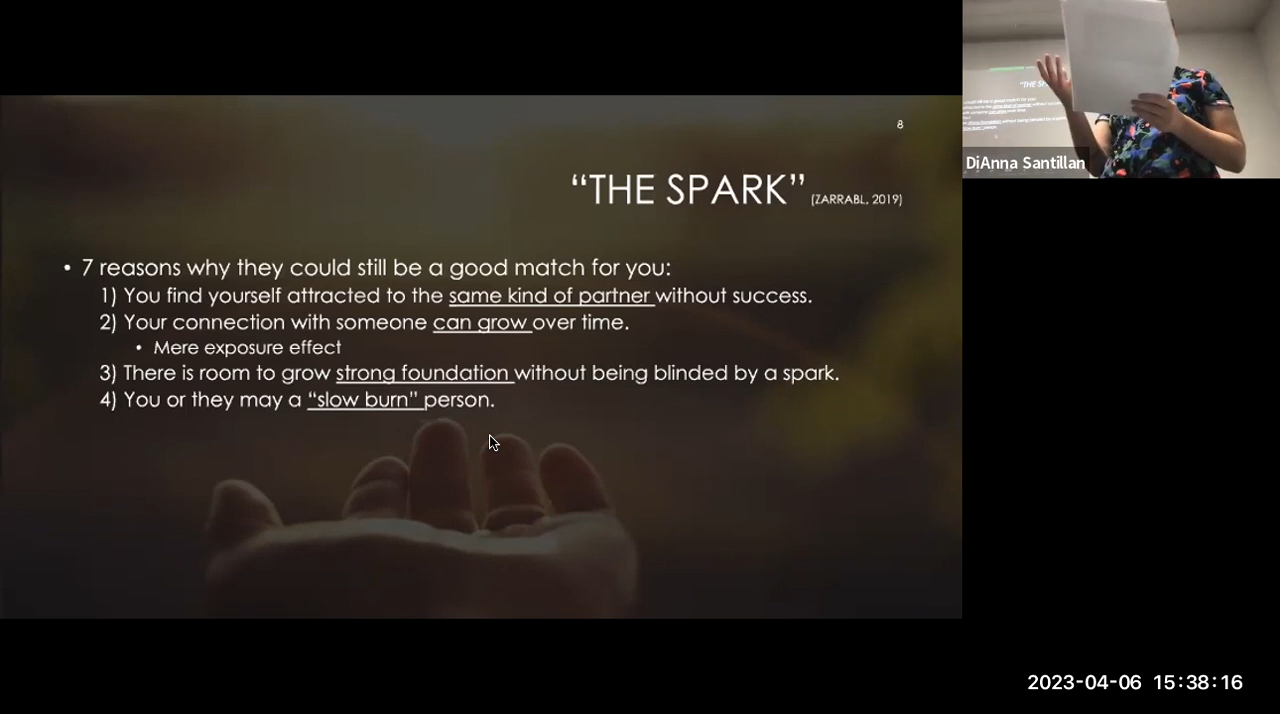 8
“THE SPARK” (ZARRABL, 2019)
• 7 reasons why they could still be a good match for you:
1) You find yourself attracted to the same kind of partner without success.
2) Your connection with someone can grow over time.
• Mere exposure effect
3) There is room to grow strong foundation without being blinded by a spark.
4) You or they may a “slow burn” person.
DiAnna Santillan
2023-04-06 15:38:16